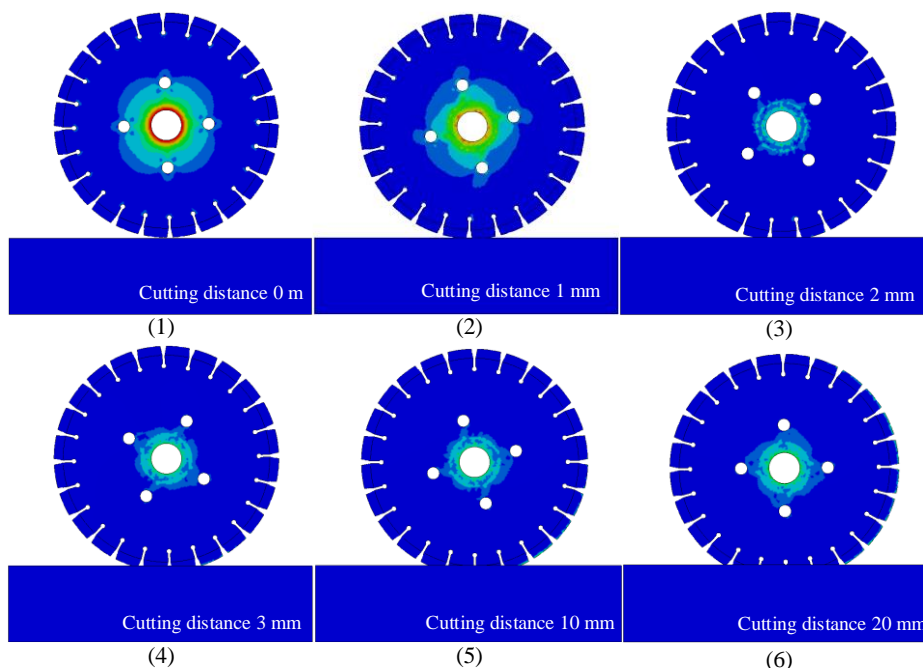 Cutting distance 0 m
Cutting distance 1 mm
Cutting distance 2 mm
(1)
(2)
(3)
Cutting distance 3 mm
Cutting distance 10 mm
Cutting distance 20 mm
(4)
(5)
(6)